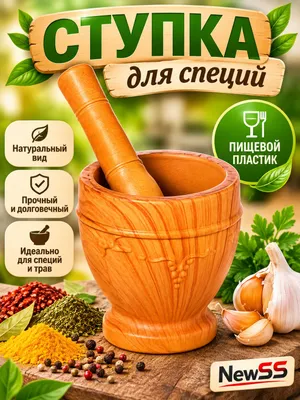 СТУПКА
для специй
ПИЩЕВОЙ
ПЛАСТИК
Натуральный
вид
Прочный
и долговечный
Идеально
для специй
и трав
NewSS